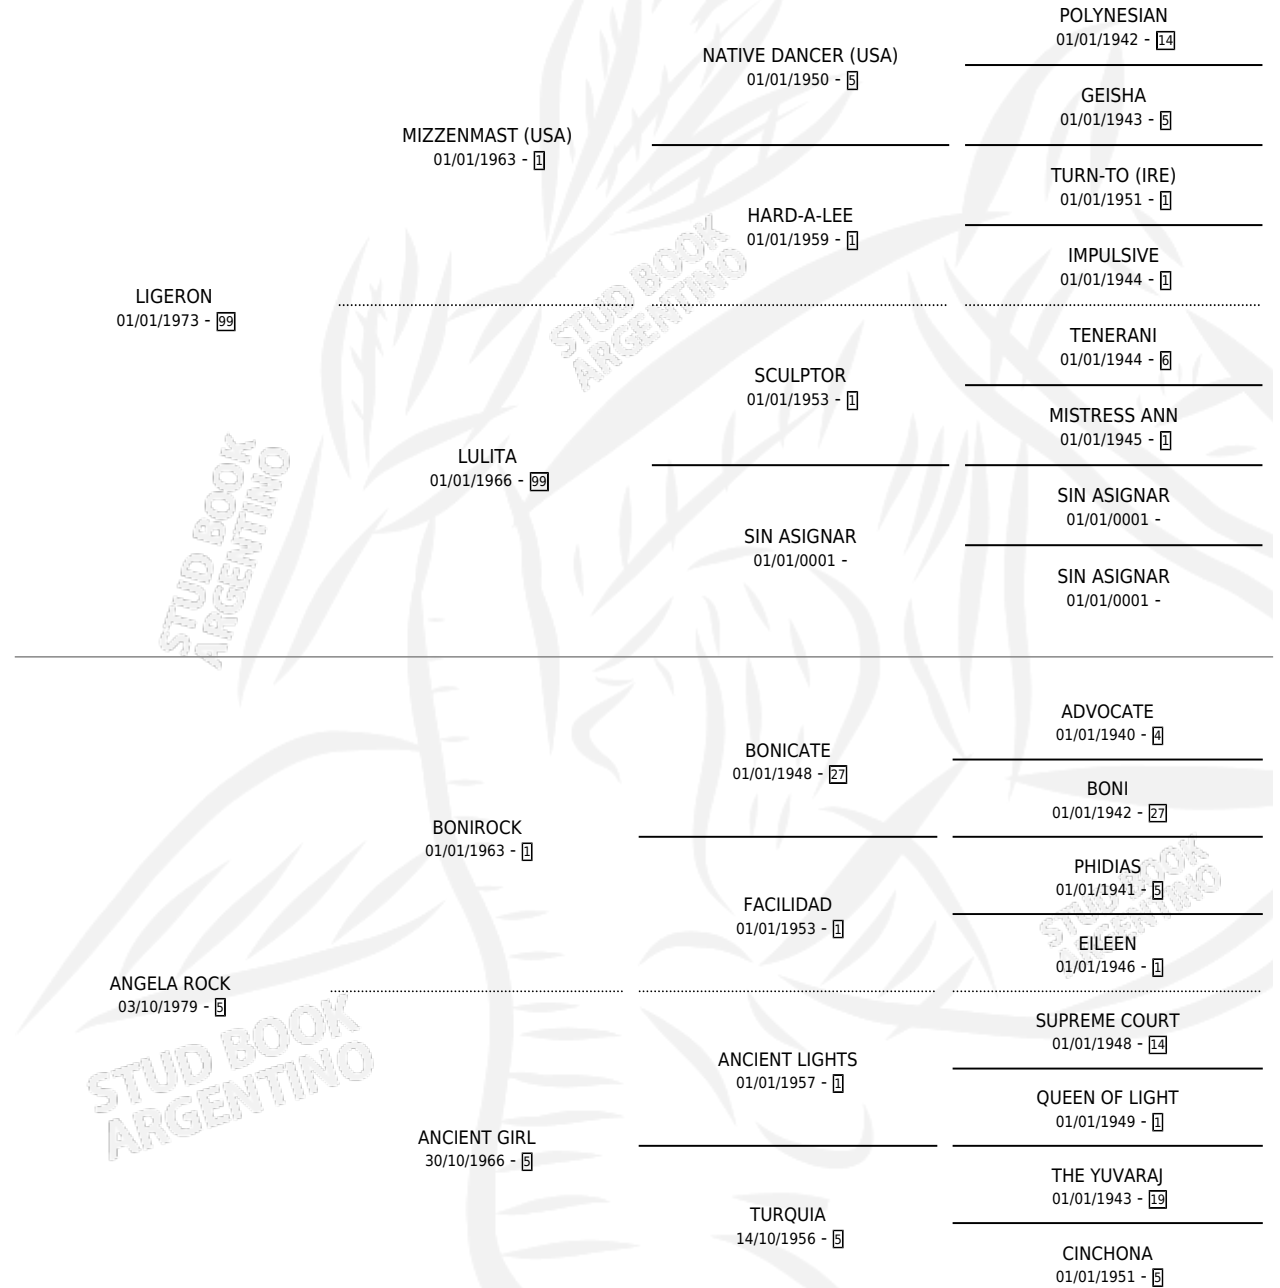 POLYNESIAN
01/01/1942 - 14
NATIVE DANCER (USA)
01/01/1950 - 5
GEISHA
01/01/1943 - 5
MIZZENMAST (USA)
01/01/1963 - 1
TURN-TO (IRE)
01/01/1951 - 1
HARD-A-LEE
01/01/1959 - 1
IMPULSIVE
01/01/1944 - 1
LIGERON
01/01/1973 - 99
STUD BOOK
ARGENTINO
TENERANI
01/01/1944 - 6
SCULPTOR
01/01/1953 - 1
MISTRESS ANN
01/01/1945 - 1
LULITA
01/01/1966 - 99
SIN ASIGNAR
01/01/0001 -
SIN ASIGNAR
01/01/0001 -
SIN ASIGNAR
01/01/0001 -
STUD BOOK
ARGENTINO
ADVOCATE
01/01/1940 - 4
BONICATE
01/01/1948 - 27
BONI
01/01/1942 - 27
BONIROCK
01/01/1963 - 1
PHIDIAS
01/01/1941 - 5
FACILIDAD
01/01/1953 - 1
EILEEN
01/01/1946 - 1
STUD BOOK
ARGENTINO
ANGELA ROCK
03/10/1979 - 5
SUPREME COURT
01/01/1948 - 14
ANCIENT LIGHTS
01/01/1957 - 1
QUEEN OF LIGHT
01/01/1949 - 1
STUD BOOK
ARGENTINO
ANCIENT GIRL
30/10/1966 - 5
THE YUVARAJ
01/01/1943 - 19
TURQUIA
14/10/1956 - 5
CINCHONA
01/01/1951 - 5